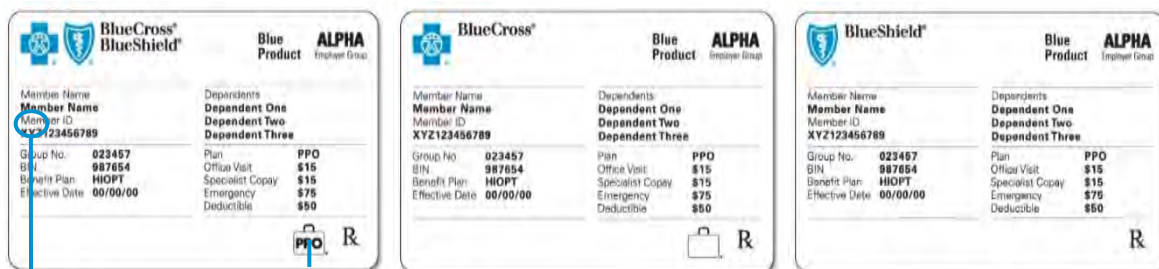 BlueCross®
BlueShield®
Blue
Product
ALPHA
Employer Group
Member Name
Member Name
Member ID
XYZ123456789
Dependents
Dependent One
Dependent Two
Dependent Three
Group No. 023457
BIN 987654
Benefit Plan HIOPT
Effective Date 00/00/00
Plan PPO
Office Visit $15
Specialist Copay $15
Emergency $75
Deductible $50
PPO
℞
BlueCross®
Blue
Product
ALPHA
Employer Group
Member Name
Member Name
Member ID
XYZ123456789
Dependents
Dependent One
Dependent Two
Dependent Three
Group No 023457
BIN 987654
Benefit Plan HIOPT
Effective Date 00/00/00
Plan PPO
Office Visit $15
Specialist Copay $15
Emergency $75
Deductible $50
℞
BlueShield®
Blue
Product
ALPHA
Employer Group
Member Name
Member Name
Member ID
XYZ123456789
Dependents
Dependent One
Dependent Two
Dependent Three
Group No. 023457
BIN 987654
Benefit Plan HIOPT
Effective Date 00/00/00
Plan PPO
Office Visit $15
Specialist Copay $15
Emergency $75
Deductible $50
℞